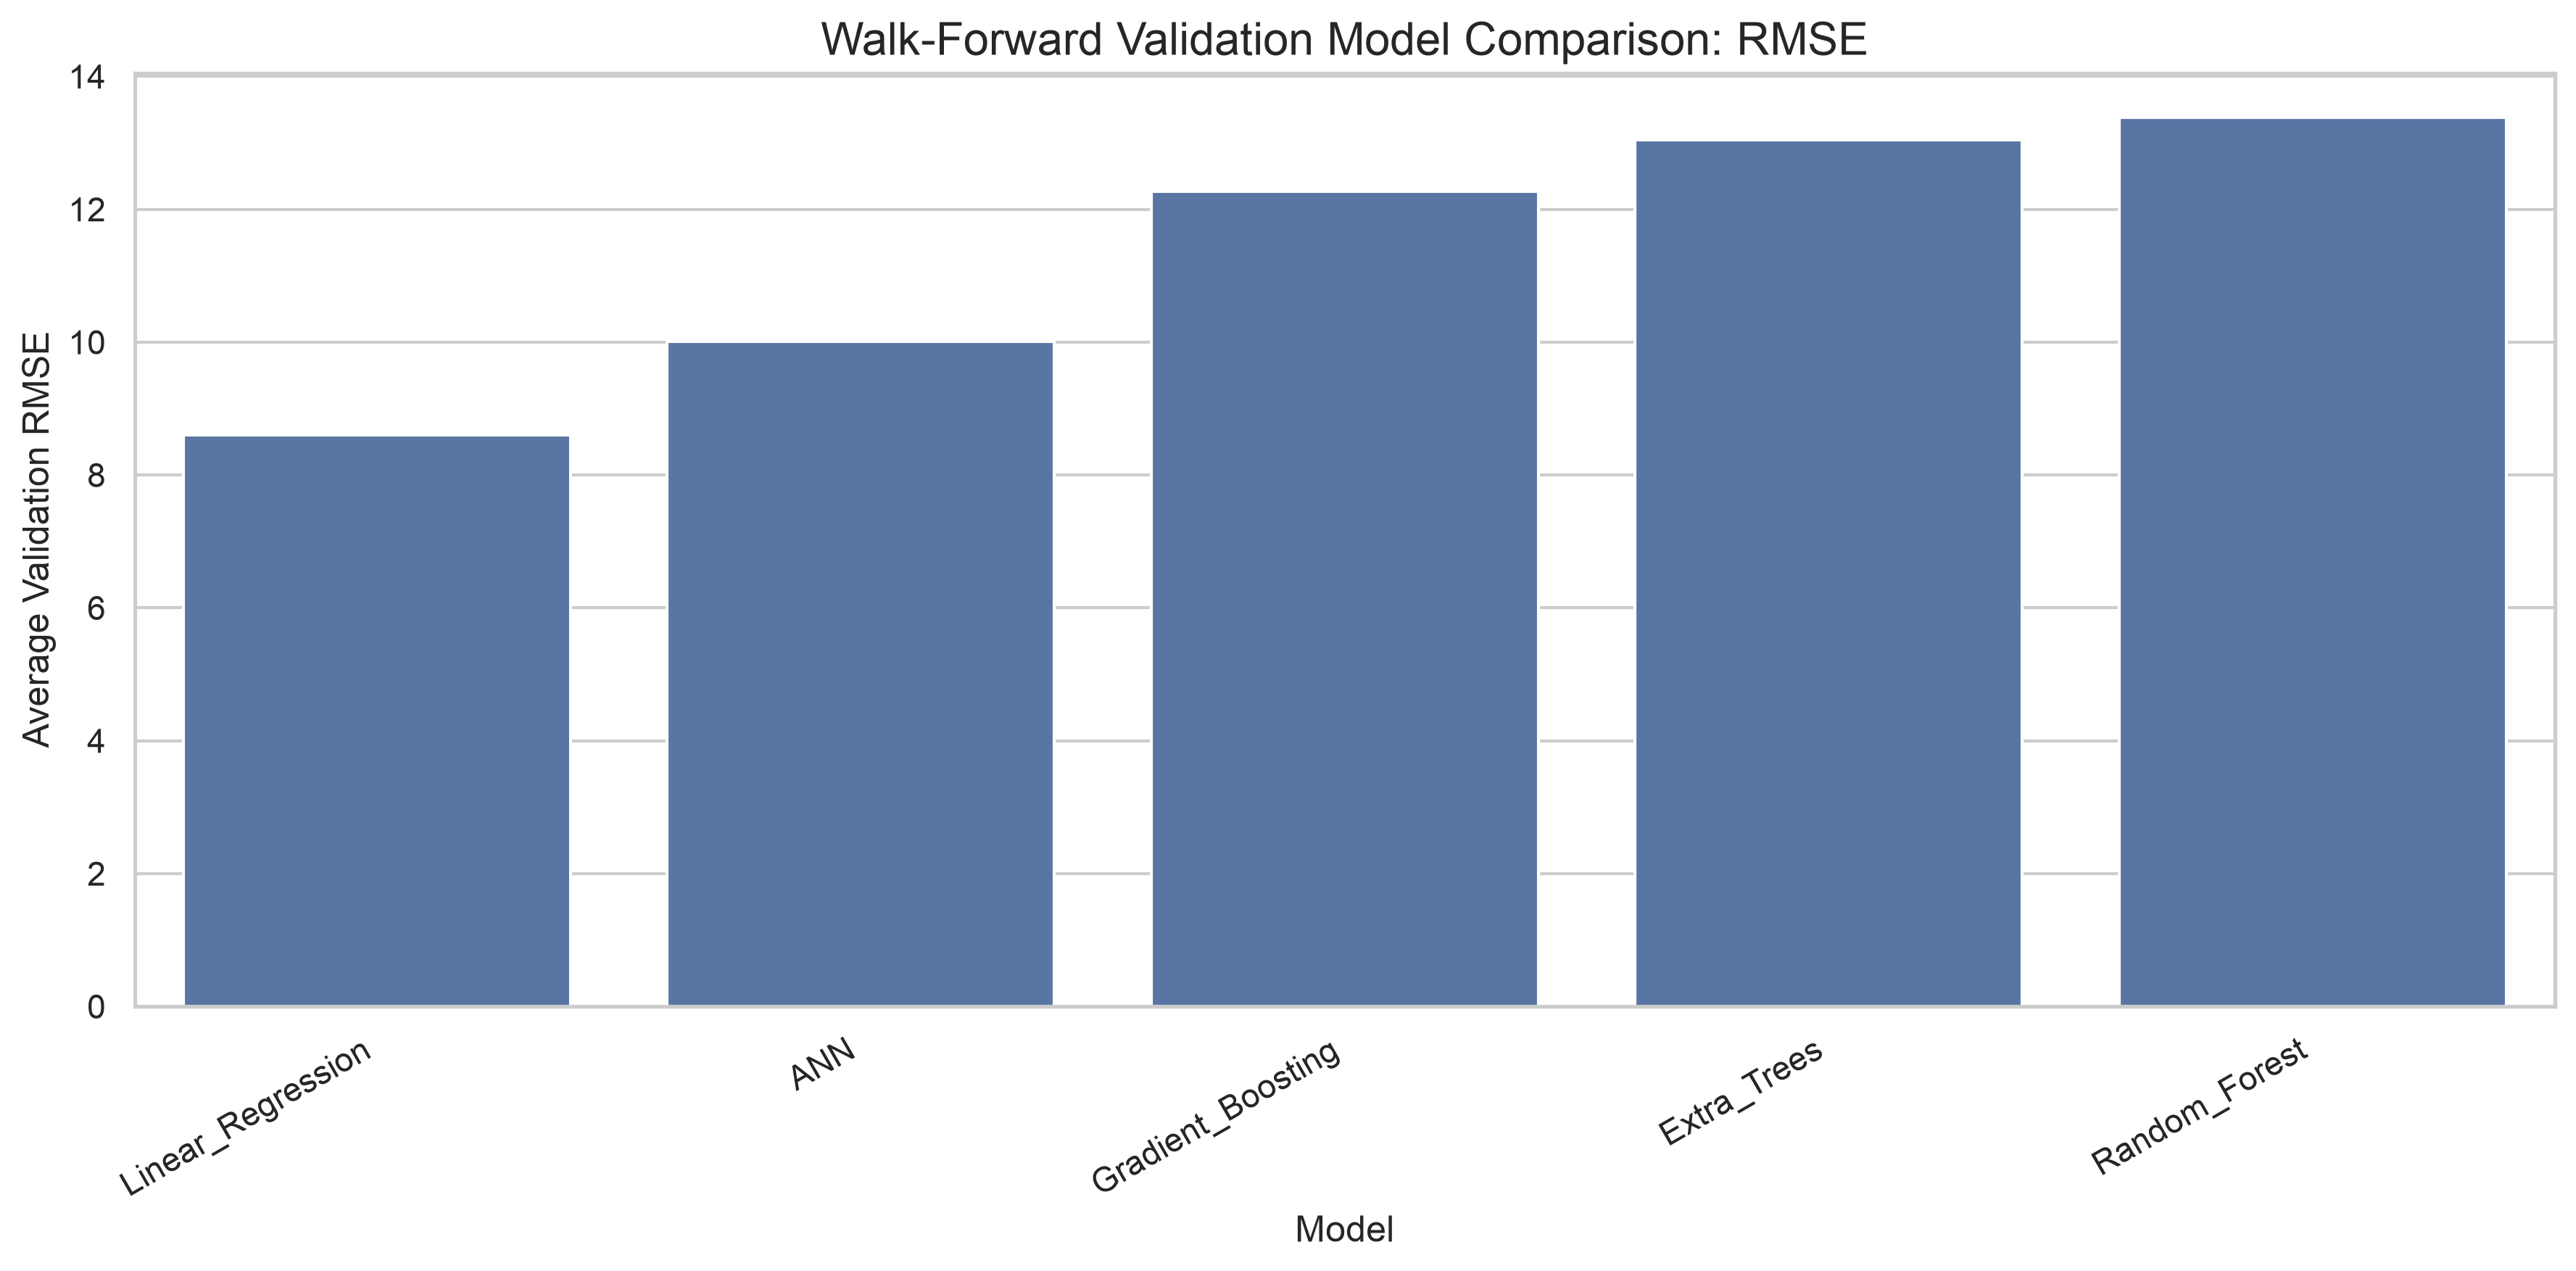 Walk-Forward Validation Model Comparison: RMSE
14
12
10
8
6
4
2
0
Average Validation RMSE
Linear_Regression
ANN
Gradient_Boosting
Extra_Trees
Random_Forest
Model